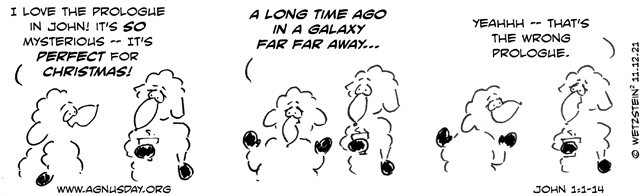 I LOVE THE PROLOGUE
IN JOHN! IT'S SO
MYSTERIOUS -- IT'S
PERFECT FOR
CHRISTMAS!
A LONG TIME AGO
IN A GALAXY
FAR FAR AWAY...
YEAHHH -- THAT'S
THE WRONG
PROLOGUE.
© WETZSTEIN² 11.12.21
WWW.AGNUSDAY.ORG
JOHN 1:1-14